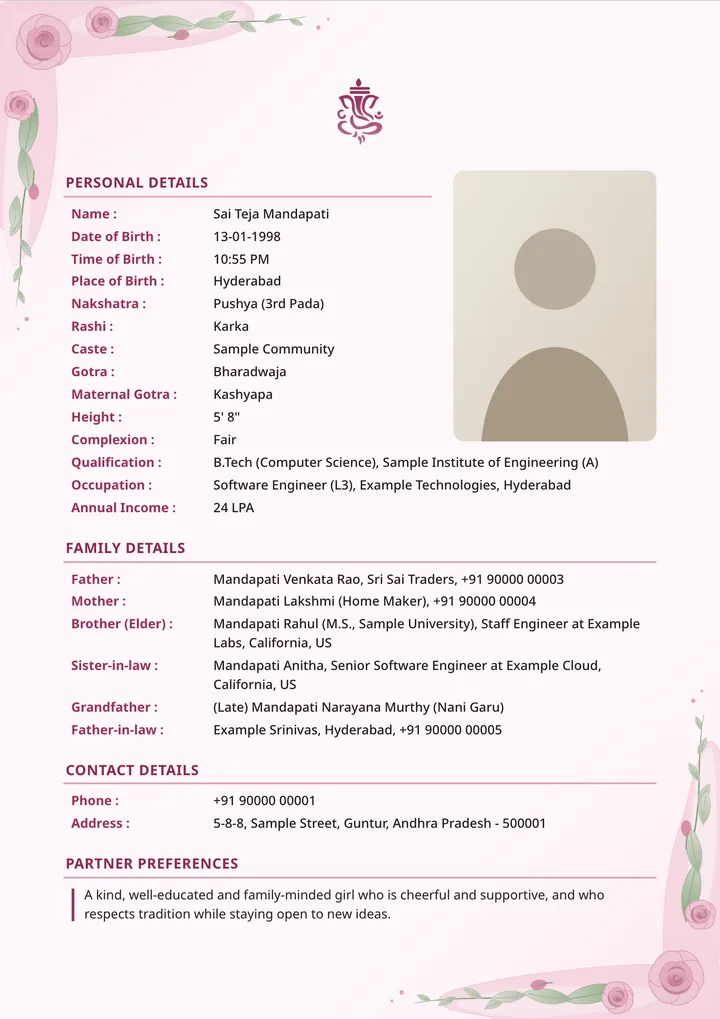 PERSONAL DETAILS
Name : Sai Teja Mandapati
Date of Birth : 13-01-1998
Time of Birth : 10:55 PM
Place of Birth : Hyderabad
Nakshatra : Pushya (3rd Pada)
Rashi : Karka
Caste : Sample Community
Gotra : Bharadwaja
Maternal Gotra : Kashyapa
Height : 5' 8"
Complexion : Fair
Qualification : B.Tech (Computer Science), Sample Institute of Engineering (A)
Occupation : Software Engineer (L3), Example Technologies, Hyderabad
Annual Income : 24 LPA
FAMILY DETAILS
Father : Mandapati Venkata Rao, Sri Sai Traders, +91 90000 00003
Mother : Mandapati Lakshmi (Home Maker), +91 90000 00004
Brother (Elder) : Mandapati Rahul (M.S., Sample University), Staff Engineer at Example
Labs, California, US
Sister-in-law : Mandapati Anitha, Senior Software Engineer at Example Cloud,
California, US
Grandfather : (Late) Mandapati Narayana Murthy (Nani Garu)
Father-in-law : Example Srinivas, Hyderabad, +91 90000 00005
CONTACT DETAILS
Phone : +91 90000 00001
Address : 5-8-8, Sample Street, Guntur, Andhra Pradesh - 500001
PARTNER PREFERENCES
A kind, well-educated and family-minded girl who is cheerful and supportive, and who
respects tradition while staying open to new ideas.